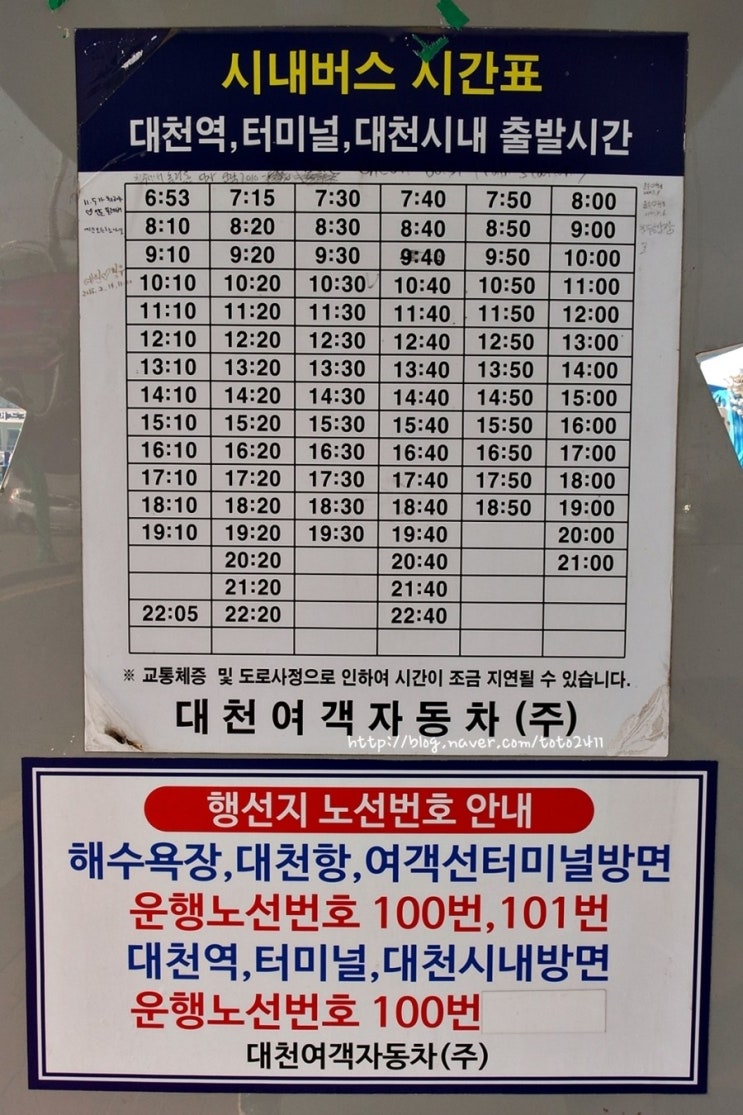 시내버스 시간표
대천역,터미널,대천시내 출발시간
6:53 7:15 7:30 7:40 7:50 8:00
8:10 8:20 8:30 8:40 8:50 9:00
9:10 9:20 9:30 9:40 9:50 10:00
10:10 10:20 10:30 10:40 10:50 11:00
11:10 11:20 11:30 11:40 11:50 12:00
12:10 12:20 12:30 12:40 12:50 13:00
13:10 13:20 13:30 13:40 13:50 14:00
14:10 14:20 14:30 14:40 14:50 15:00
15:10 15:20 15:30 15:40 15:50 16:00
16:10 16:20 16:30 16:40 16:50 17:00
17:10 17:20 17:30 17:40 17:50 18:00
18:10 18:20 18:30 18:40 18:50 19:00
19:10 19:20 19:30 19:40 20:00
20:20 20:40 21:00
21:20 21:40
22:05 22:20 22:40
※ 교통체증 및 도로사정으로 인하여 시간이 조금 지연될 수 있습니다.
대천여객자동차(주)
http://blog.naver.com/toto2411
행선지 노선번호 안내
해수욕장,대천항,여객선터미널방면
운행노선번호 100번,101번
대천역,터미널,대천시내방면
운행노선번호 100번
대천여객자동차(주)